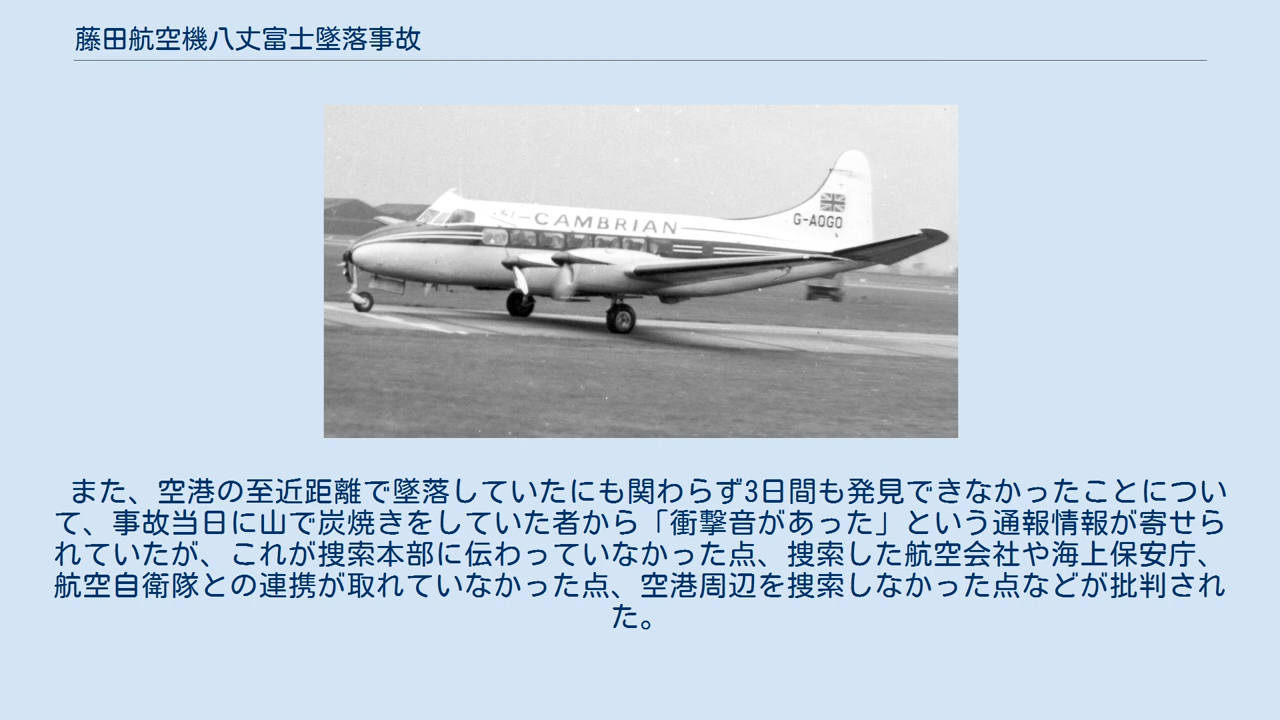 藤田航空機八丈富士墜落事故
CAMBRIAN
G-AOGO
また、空港の至近距離で墜落していたにも関わらず3日間も発見できなかったことについ
て、事故当日に山で炭焼きをしていた者から「衝撃音があった」という通報情報が寄せら
れていたが、これが捜索本部に伝わっていなかった点、捜索した航空会社や海上保安庁、
航空自衛隊との連携が取れていなかった点、空港周辺を捜索しなかった点などが批判され
た。